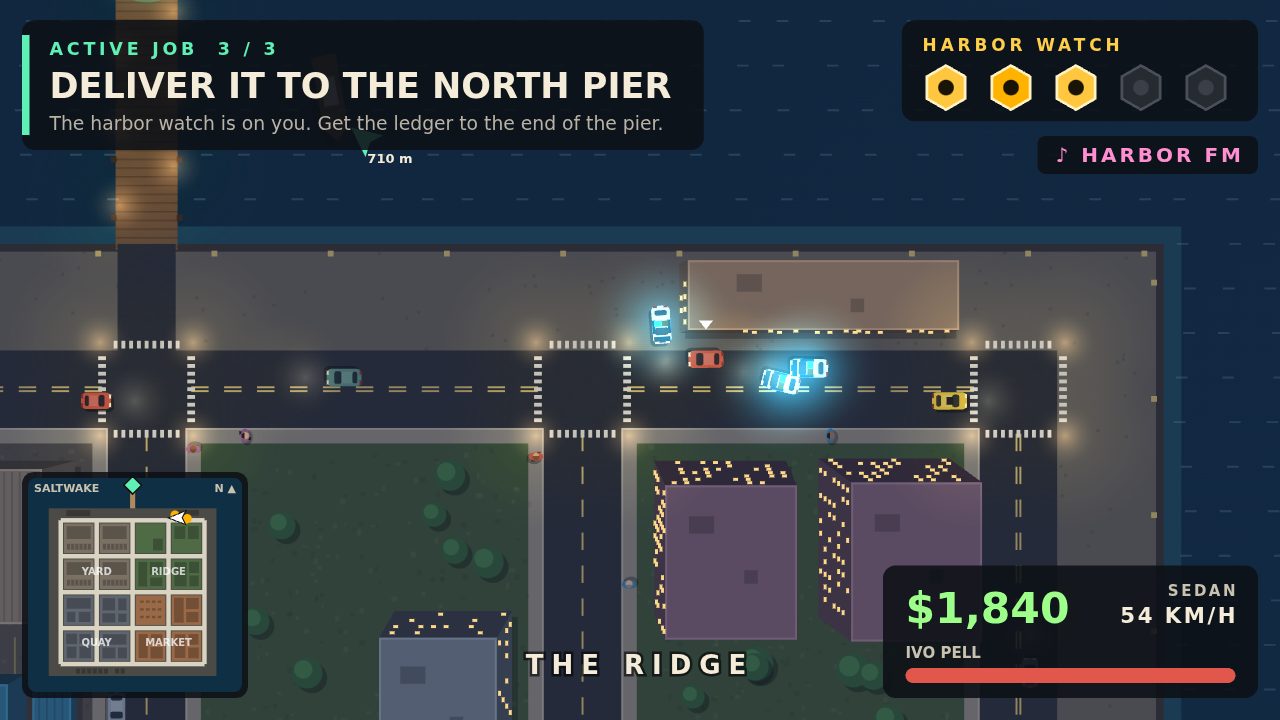 ACTIVE JOB 3 / 3
DELIVER IT TO THE NORTH PIER
The harbor watch is on you. Get the ledger to the end of the pier.
710 m
HARBOR WATCH
♪ HARBOR FM
SALTWAKE N ▲
YARD RIDGE
QUAY MARKET
THE RIDGE
$1,840
SEDAN
54 KM/H
IVO PELL